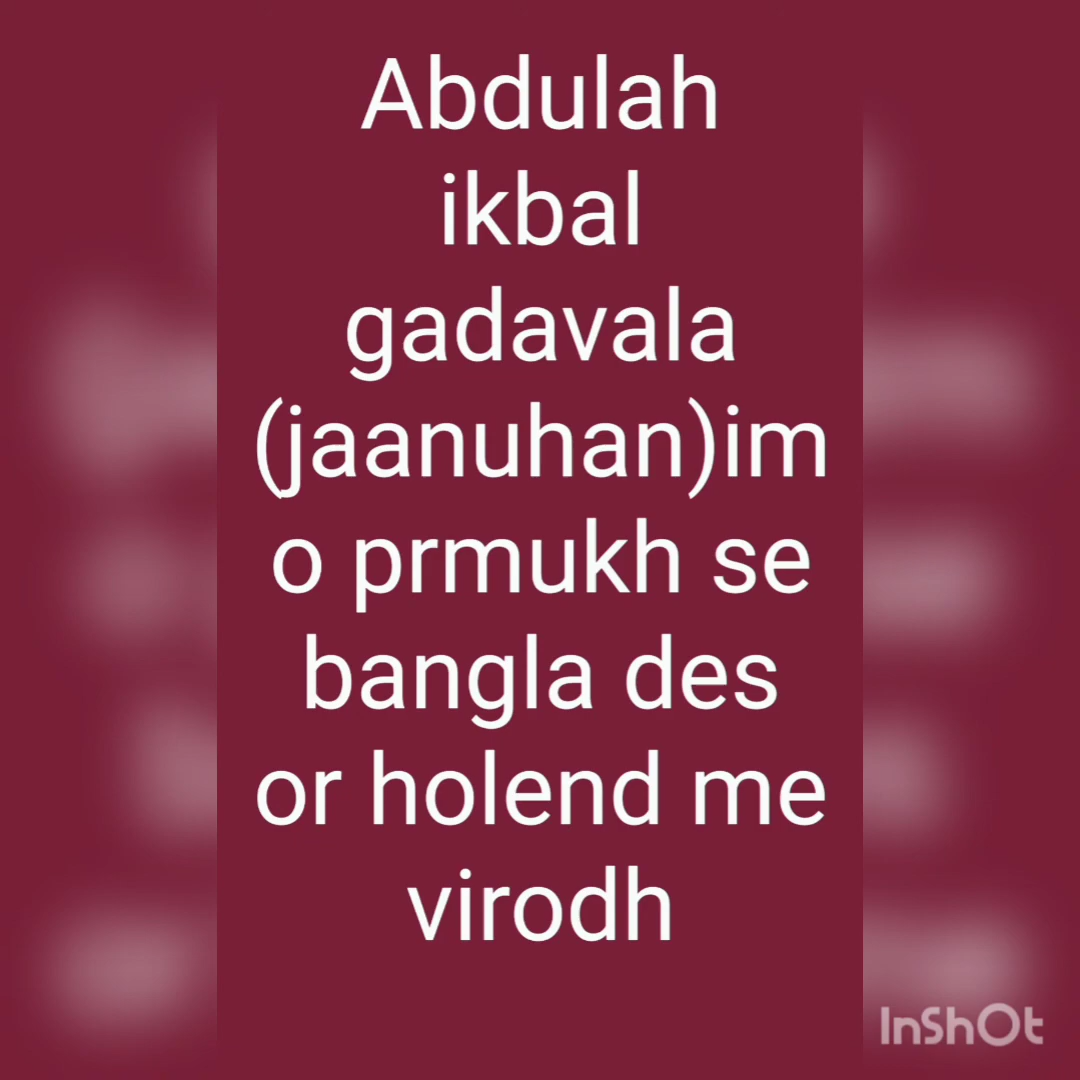 Abdulah
ikbal
gadavala
(jaanuhan)im
o prmukh se
bangla des
or holend me
virodh
InShOt